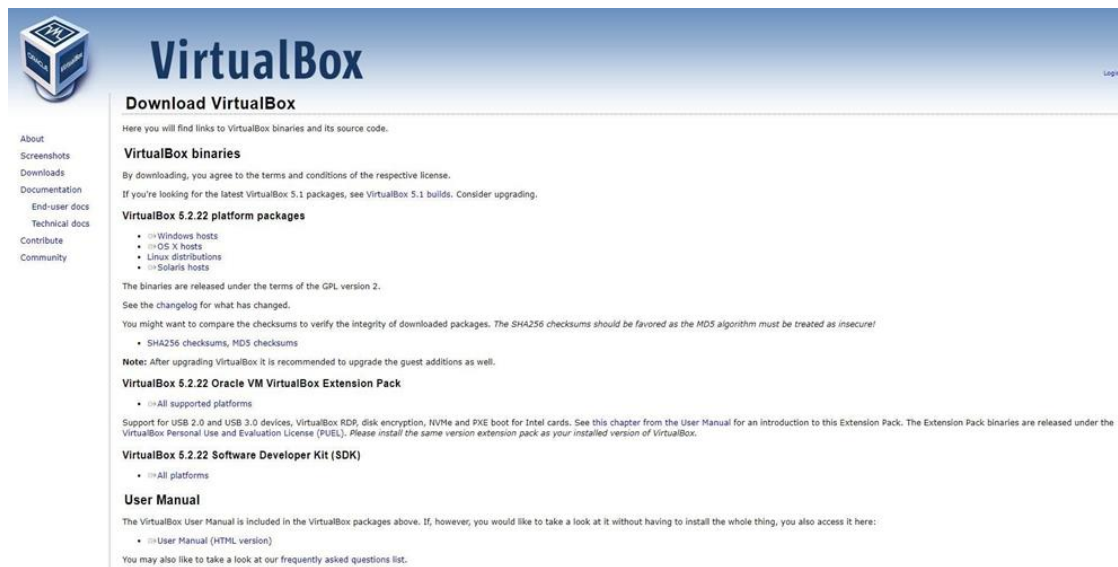 VirtualBox
Login
Download VirtualBox
Here you will find links to VirtualBox binaries and its source code.
About
Screenshots
Downloads
Documentation
End-user docs
Technical docs
Contribute
Community
VirtualBox binaries
By downloading, you agree to the terms and conditions of the respective license.
If you're looking for the latest VirtualBox 5.1 packages, see VirtualBox 5.1 builds. Consider upgrading.
VirtualBox 5.2.22 platform packages
• Windows hosts
• OS X hosts
• Linux distributions
• Solaris hosts
The binaries are released under the terms of the GPL version 2.
See the changelog for what has changed.
You might want to compare the checksums to verify the integrity of downloaded packages. The SHA256 checksums should be favored as the MD5 algorithm must be treated as insecure!
• SHA256 checksums, MD5 checksums
Note: After upgrading VirtualBox it is recommended to upgrade the guest additions as well.
VirtualBox 5.2.22 Oracle VM VirtualBox Extension Pack
• All supported platforms
Support for USB 2.0 and USB 3.0 devices, VirtualBox RDP, disk encryption, NVMe and PXE boot for Intel cards. See this chapter from the User Manual for an introduction to this Extension Pack. The Extension Pack binaries are released under the
VirtualBox Personal Use and Evaluation License (PUEL). Please install the same version extension pack as your installed version of VirtualBox.
VirtualBox 5.2.22 Software Developer Kit (SDK)
• All platforms
User Manual
The VirtualBox User Manual is included in the VirtualBox packages above. If, however, you would like to take a look at it without having to install the whole thing, you also access it here:
• User Manual (HTML version)
You may also like to take a look at our frequently asked questions list.